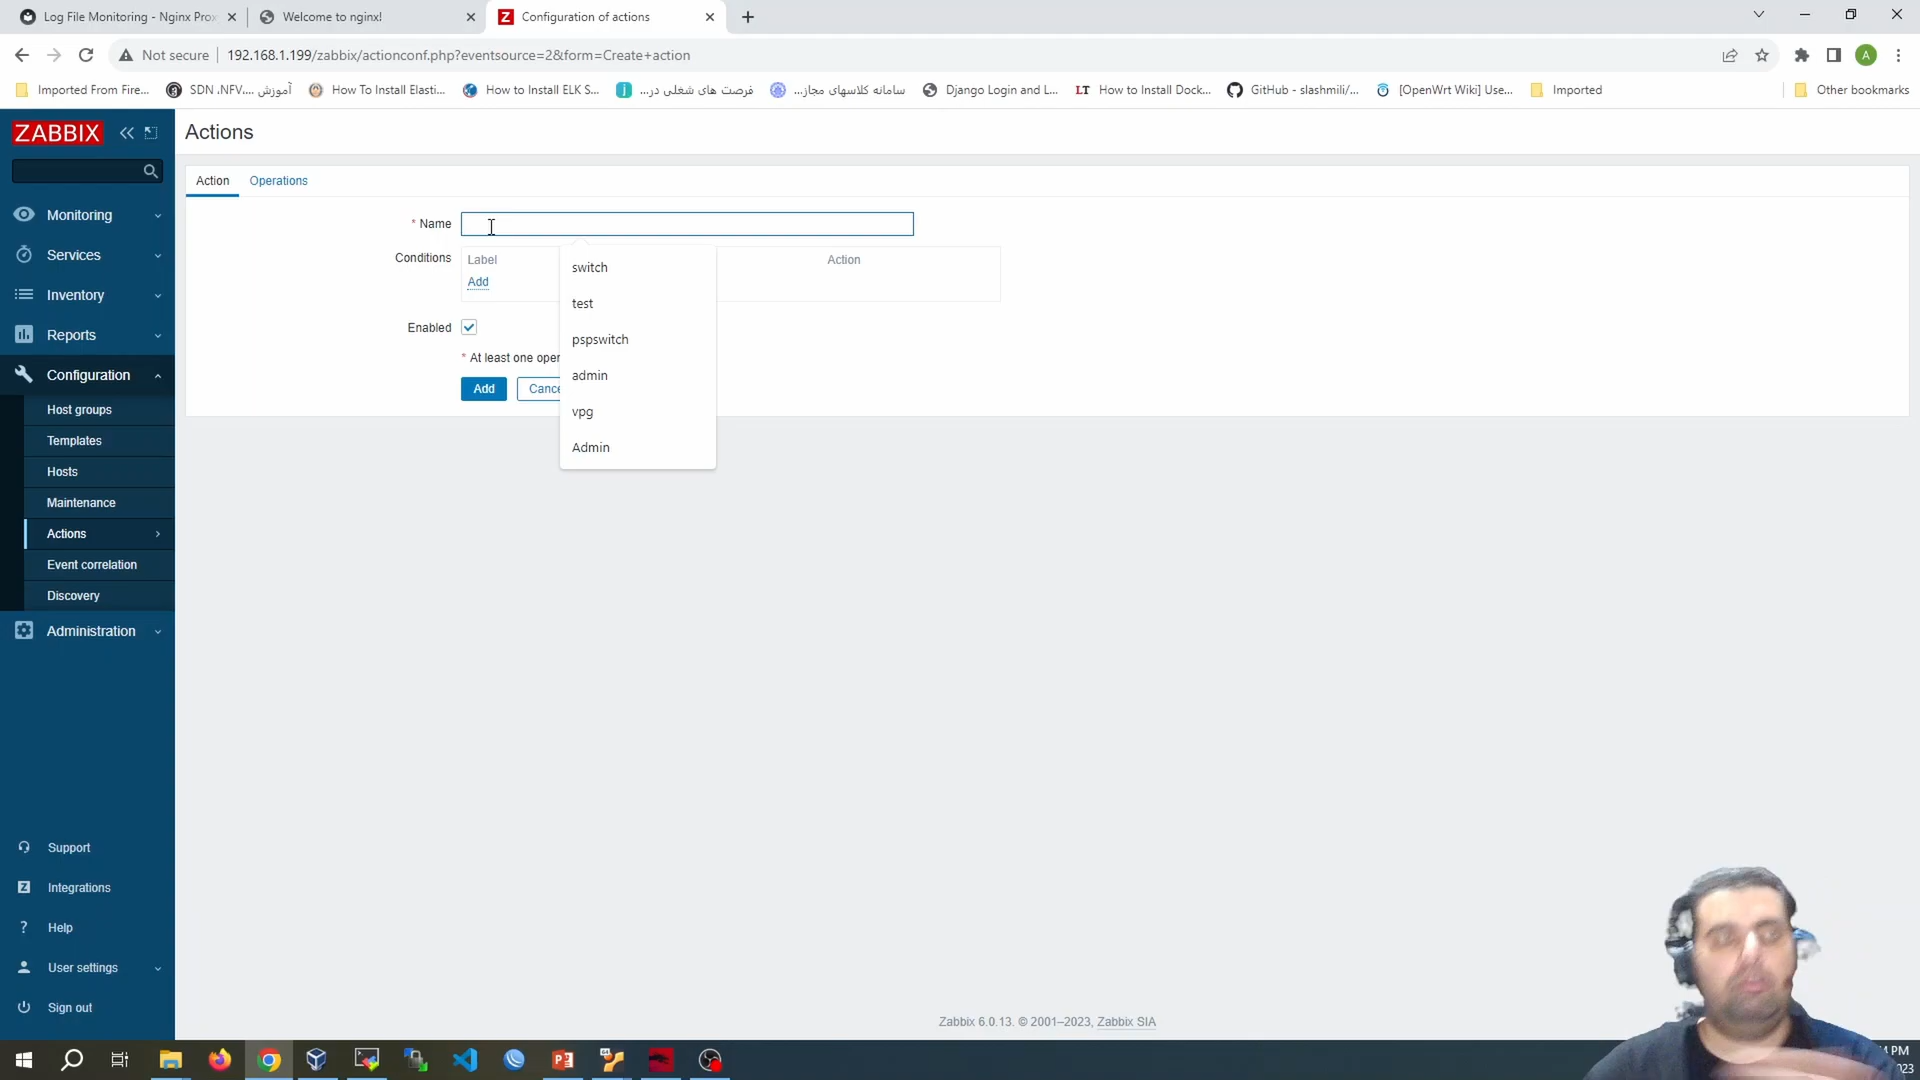 Log File Monitoring - Nginx Prox
Welcome to nginx!
Configuration of actions
Not secure
192.168.1.199/zabbix/actionconf.php?eventsource=2&form=Create+action
Imported From Fire...
آموزش SDN ،NFV....
How To Install Elasti...
How to Install ELK S...
فرصت های شغلی در...
سامانه کلاسهای مجاز...
Django Login and L...
How to Install Dock...
GitHub - slashmili/...
[OpenWrt Wiki] Use...
Imported
Other bookmarks
ZABBIX
Monitoring
Services
Inventory
Reports
Configuration
Host groups
Templates
Hosts
Maintenance
Actions
Event correlation
Discovery
Administration
Support
Integrations
Help
User settings
Sign out
Actions
Action
Operations
* Name
Conditions
Label
Action
Add
Enabled
* At least one oper
Add
Cance
switch
test
pspswitch
admin
vpg
Admin
Zabbix 6.0.13. © 2001–2023, Zabbix SIA